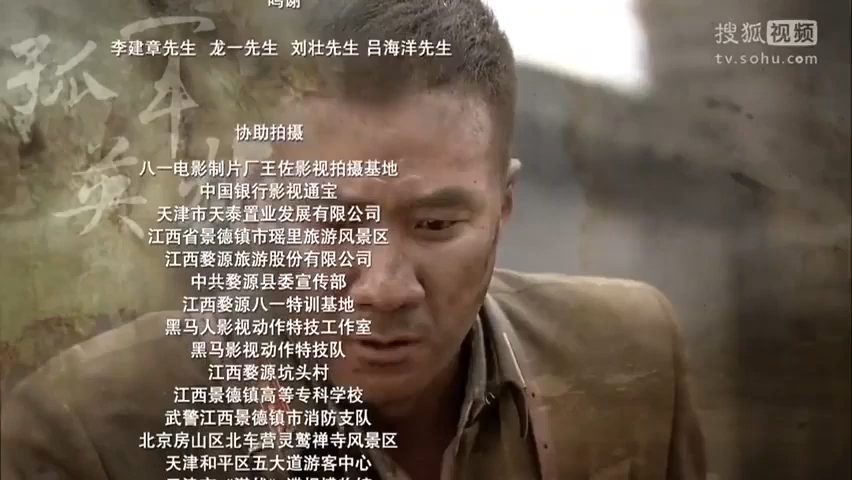 鸣谢
李建章先生 龙一先生 刘壮先生 吕海洋先生
搜狐视频
tv.sohu.com
孤军英
协助拍摄
八一电影制片厂王佐影视拍摄基地
中国银行影视通宝
天津市天泰置业发展有限公司
江西省景德镇市瑶里旅游风景区
江西婺源旅游股份有限公司
中共婺源县委宣传部
江西婺源八一特训基地
黑马人影视动作特技工作室
黑马影视动作特技队
江西婺源坑头村
江西景德镇高等专科学校
武警江西景德镇市消防支队
北京房山区北车营灵鹫禅寺风景区
天津和平区五大道游客中心